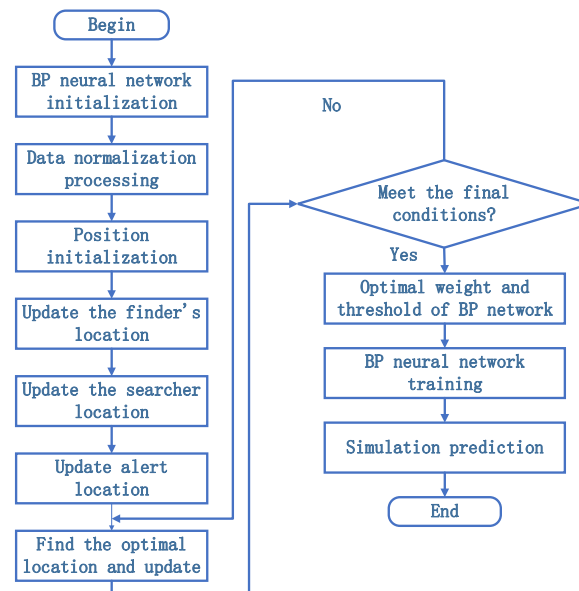 Begin
BP neural network
initialization
Data normalization
processing
Position
initialization
Update the finder's
location
Update the searcher
location
Update alert
location
Find the optimal
location and update
No
Meet the final
conditions?
Yes
Optimal weight and
threshold of BP network
BP neural network
training
Simulation prediction
End